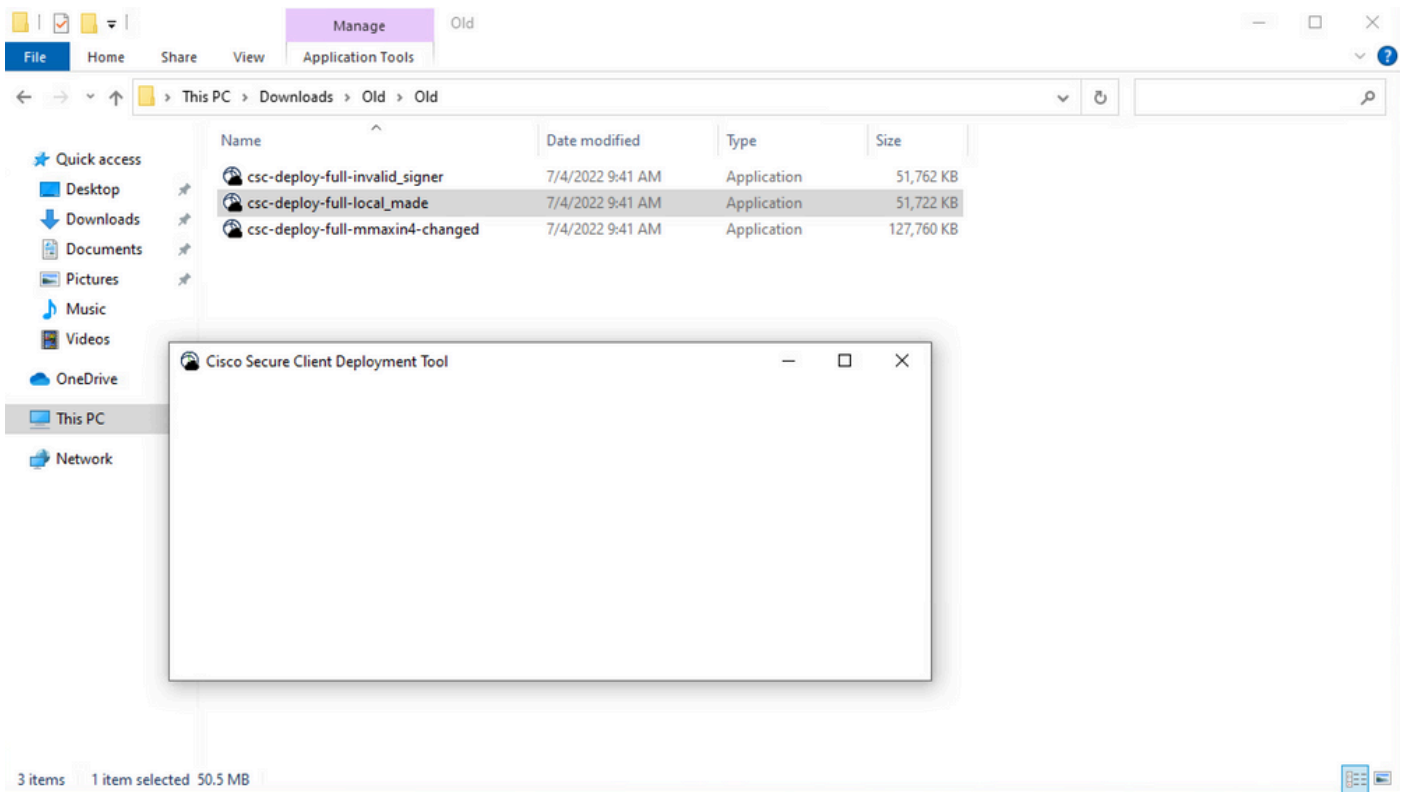 Manage Old
File Home Share View Application Tools
This PC > Downloads > Old > Old
Name Date modified Type Size
Quick access
csc-deploy-full-invalid_signer 7/4/2022 9:41 AM Application 51,762 KB
Desktop
csc-deploy-full-local_made 7/4/2022 9:41 AM Application 51,722 KB
Downloads
csc-deploy-full-mmaxin4-changed 7/4/2022 9:41 AM Application 127,760 KB
Documents
Pictures
Music
Videos
Cisco Secure Client Deployment Tool
OneDrive
This PC
Network
3 items 1 item selected 50.5 MB